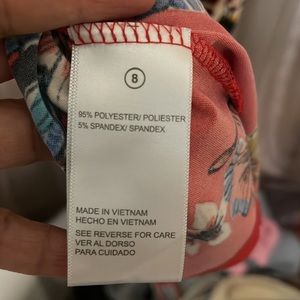 8
95% POLYESTER/ POLIESTER
5% SPANDEX/ SPANDEX
MADE IN VIETNAM
HECHO EN VIETNAM
SEE REVERSE FOR CARE
VER AL DORSO
PARA CUIDADO